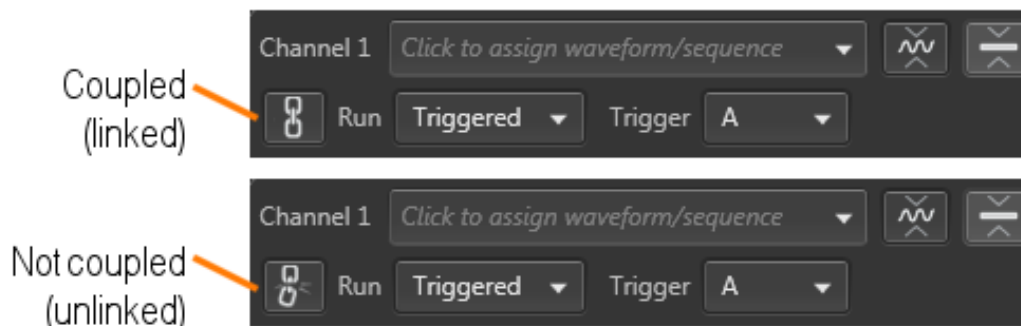 Channel 1 Click to assign waveform/sequence
Coupled
(linked)
Run Triggered Trigger A
Channel 1 Click to assign waveform/sequence
Not coupled
(unlinked)
Run Triggered Trigger A